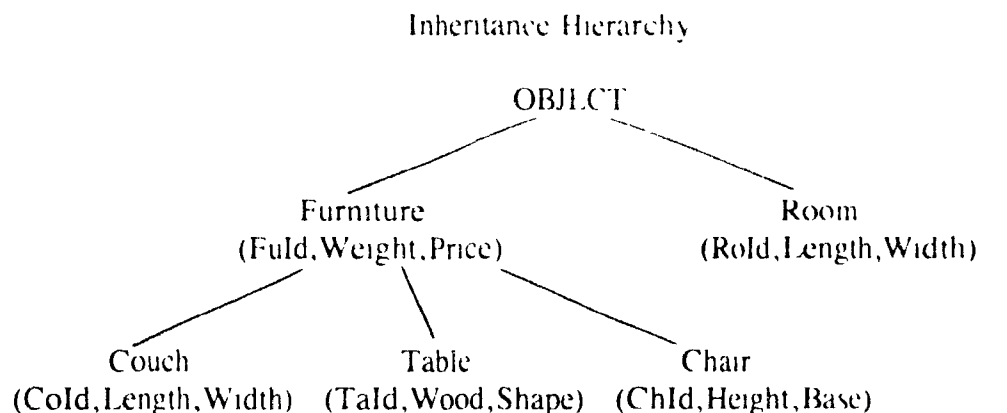 Inheritance Hierarchy
OBJECT
Furniture Room
(FuId,Weight,Price) (RoId,Length,Width)
Couch Table Chair
(CoId,Length,Width) (TaId,Wood,Shape) (ChId,Height,Base)